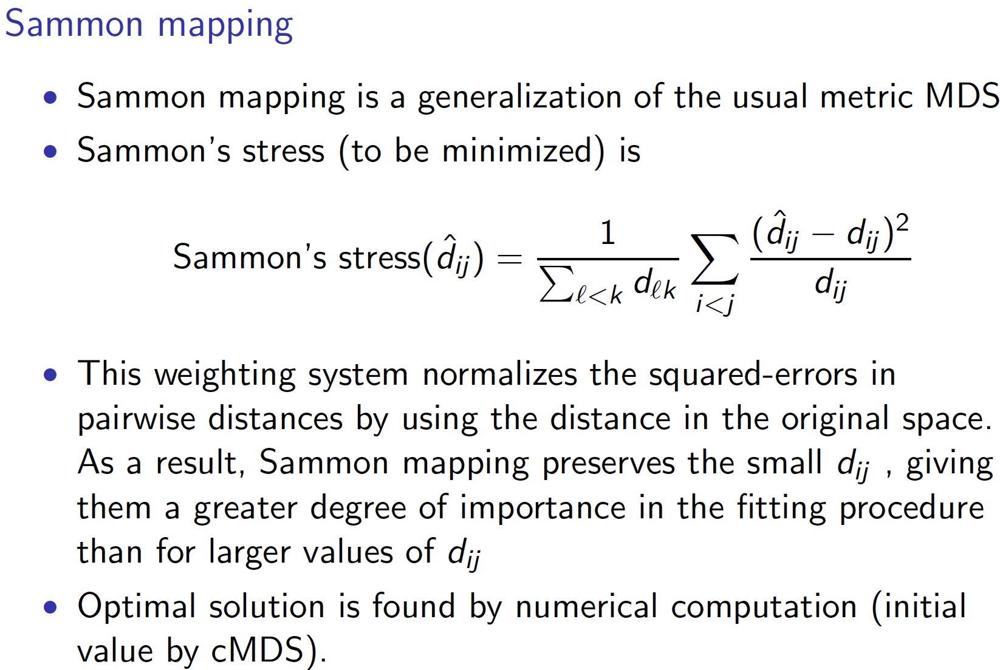 Sammon mapping
• Sammon mapping is a generalization of the usual metric MDS
• Sammon's stress (to be minimized) is
Sammon's stress(\hat{d}_{ij}) = \frac{1}{\sum_{\ell<k} d_{\ell k}} \sum_{i<j} \frac{(\hat{d}_{ij} - d_{ij})^2}{d_{ij}}
• This weighting system normalizes the squared-errors in
pairwise distances by using the distance in the original space.
As a result, Sammon mapping preserves the small d_{ij} , giving
them a greater degree of importance in the fitting procedure
than for larger values of d_{ij}
• Optimal solution is found by numerical computation (initial
value by cMDS).